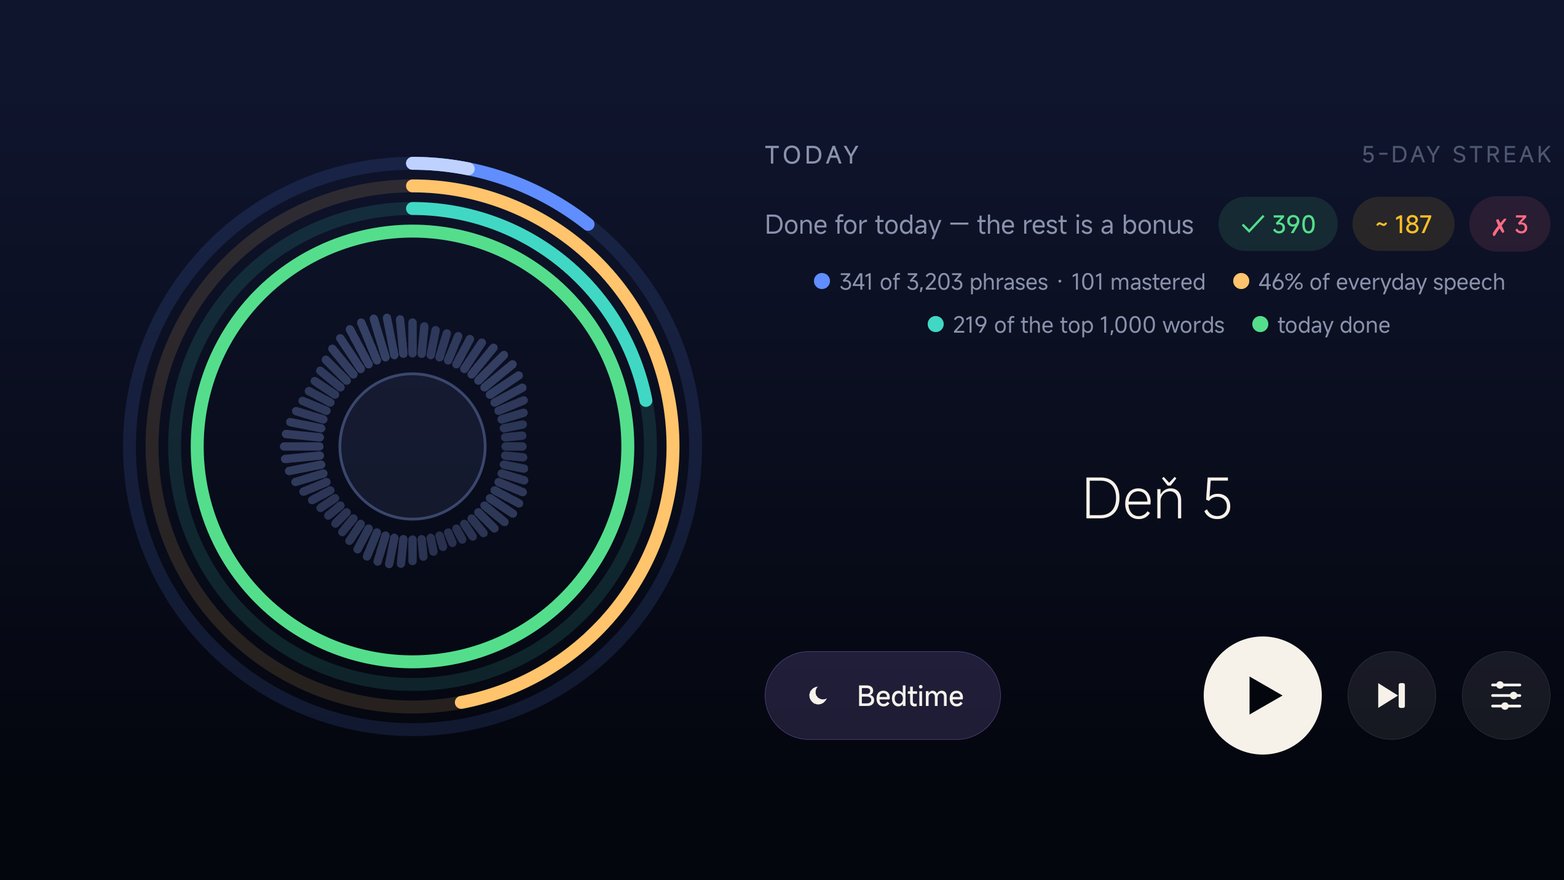 TODAY
5-DAY STREAK
Done for today — the rest is a bonus
✓ 390
~ 187
✗ 3
341 of 3,203 phrases · 101 mastered
46% of everyday speech
219 of the top 1,000 words
today done
Deň 5
Bedtime